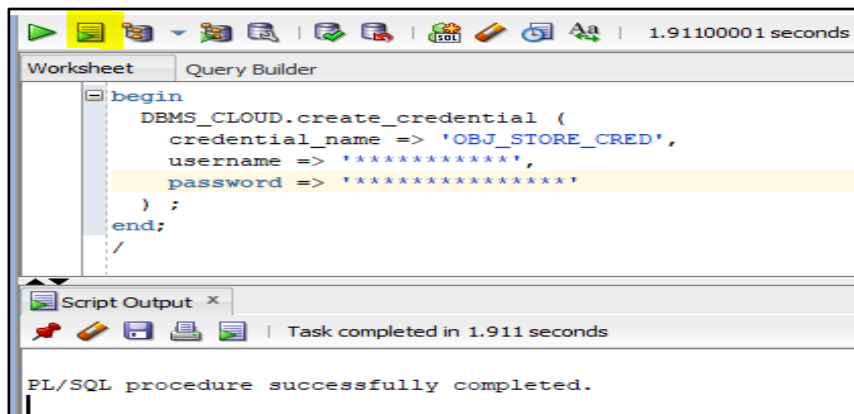 1.91100001 seconds
Worksheet Query Builder
begin
DBMS_CLOUD.create_credential (
credential_name => 'OBJ_STORE_CRED',
username => '************',
password => '****************'
) ;
end;
/
Script Output ×
Task completed in 1.911 seconds
PL/SQL procedure successfully completed.